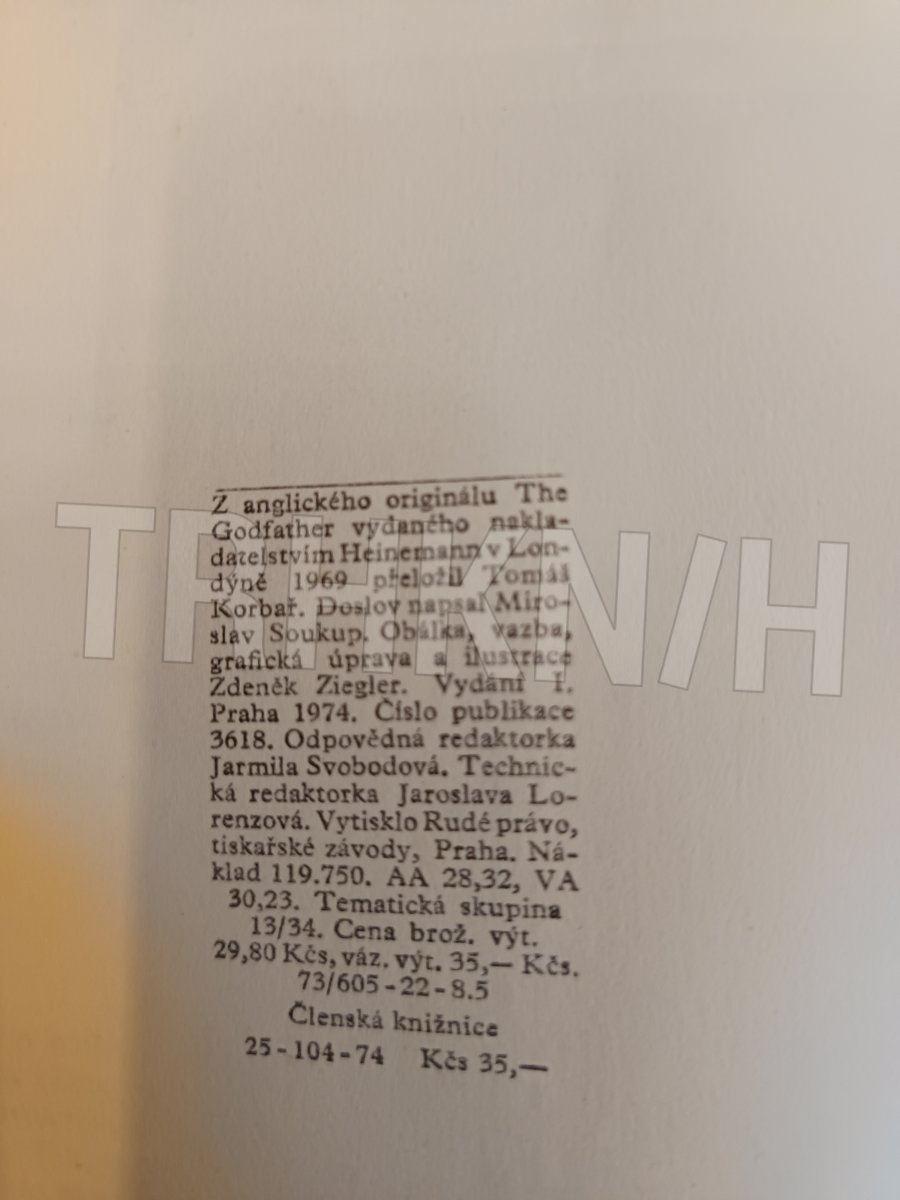 Z anglického originálu The
Godfather vydaného nakla-
datelstvím Heinemann v Lon-
dýně 1969 přeložil Tomáš
Korbař. Doslov napsal Miro-
slav Soukup. Obálka, vazba,
grafická úprava a ilustrace
Zdeněk Ziegler. Vydání I.
Praha 1974. Číslo publikace
3618. Odpovědná redaktorka
Jarmila Svobodová. Technic-
ká redaktorka Jaroslava Lo-
renzová. Vytisklo Rudé právo,
tiskařské závody, Praha. Ná-
klad 119.750. AA 28,32, VA
30,23. Tematická skupina
13/34. Cena brož. výt.
29,80 Kčs, váz. výt. 35,— Kčs.
73/605-22-8.5
Členská knižnice
25-104-74 Kčs 35,—